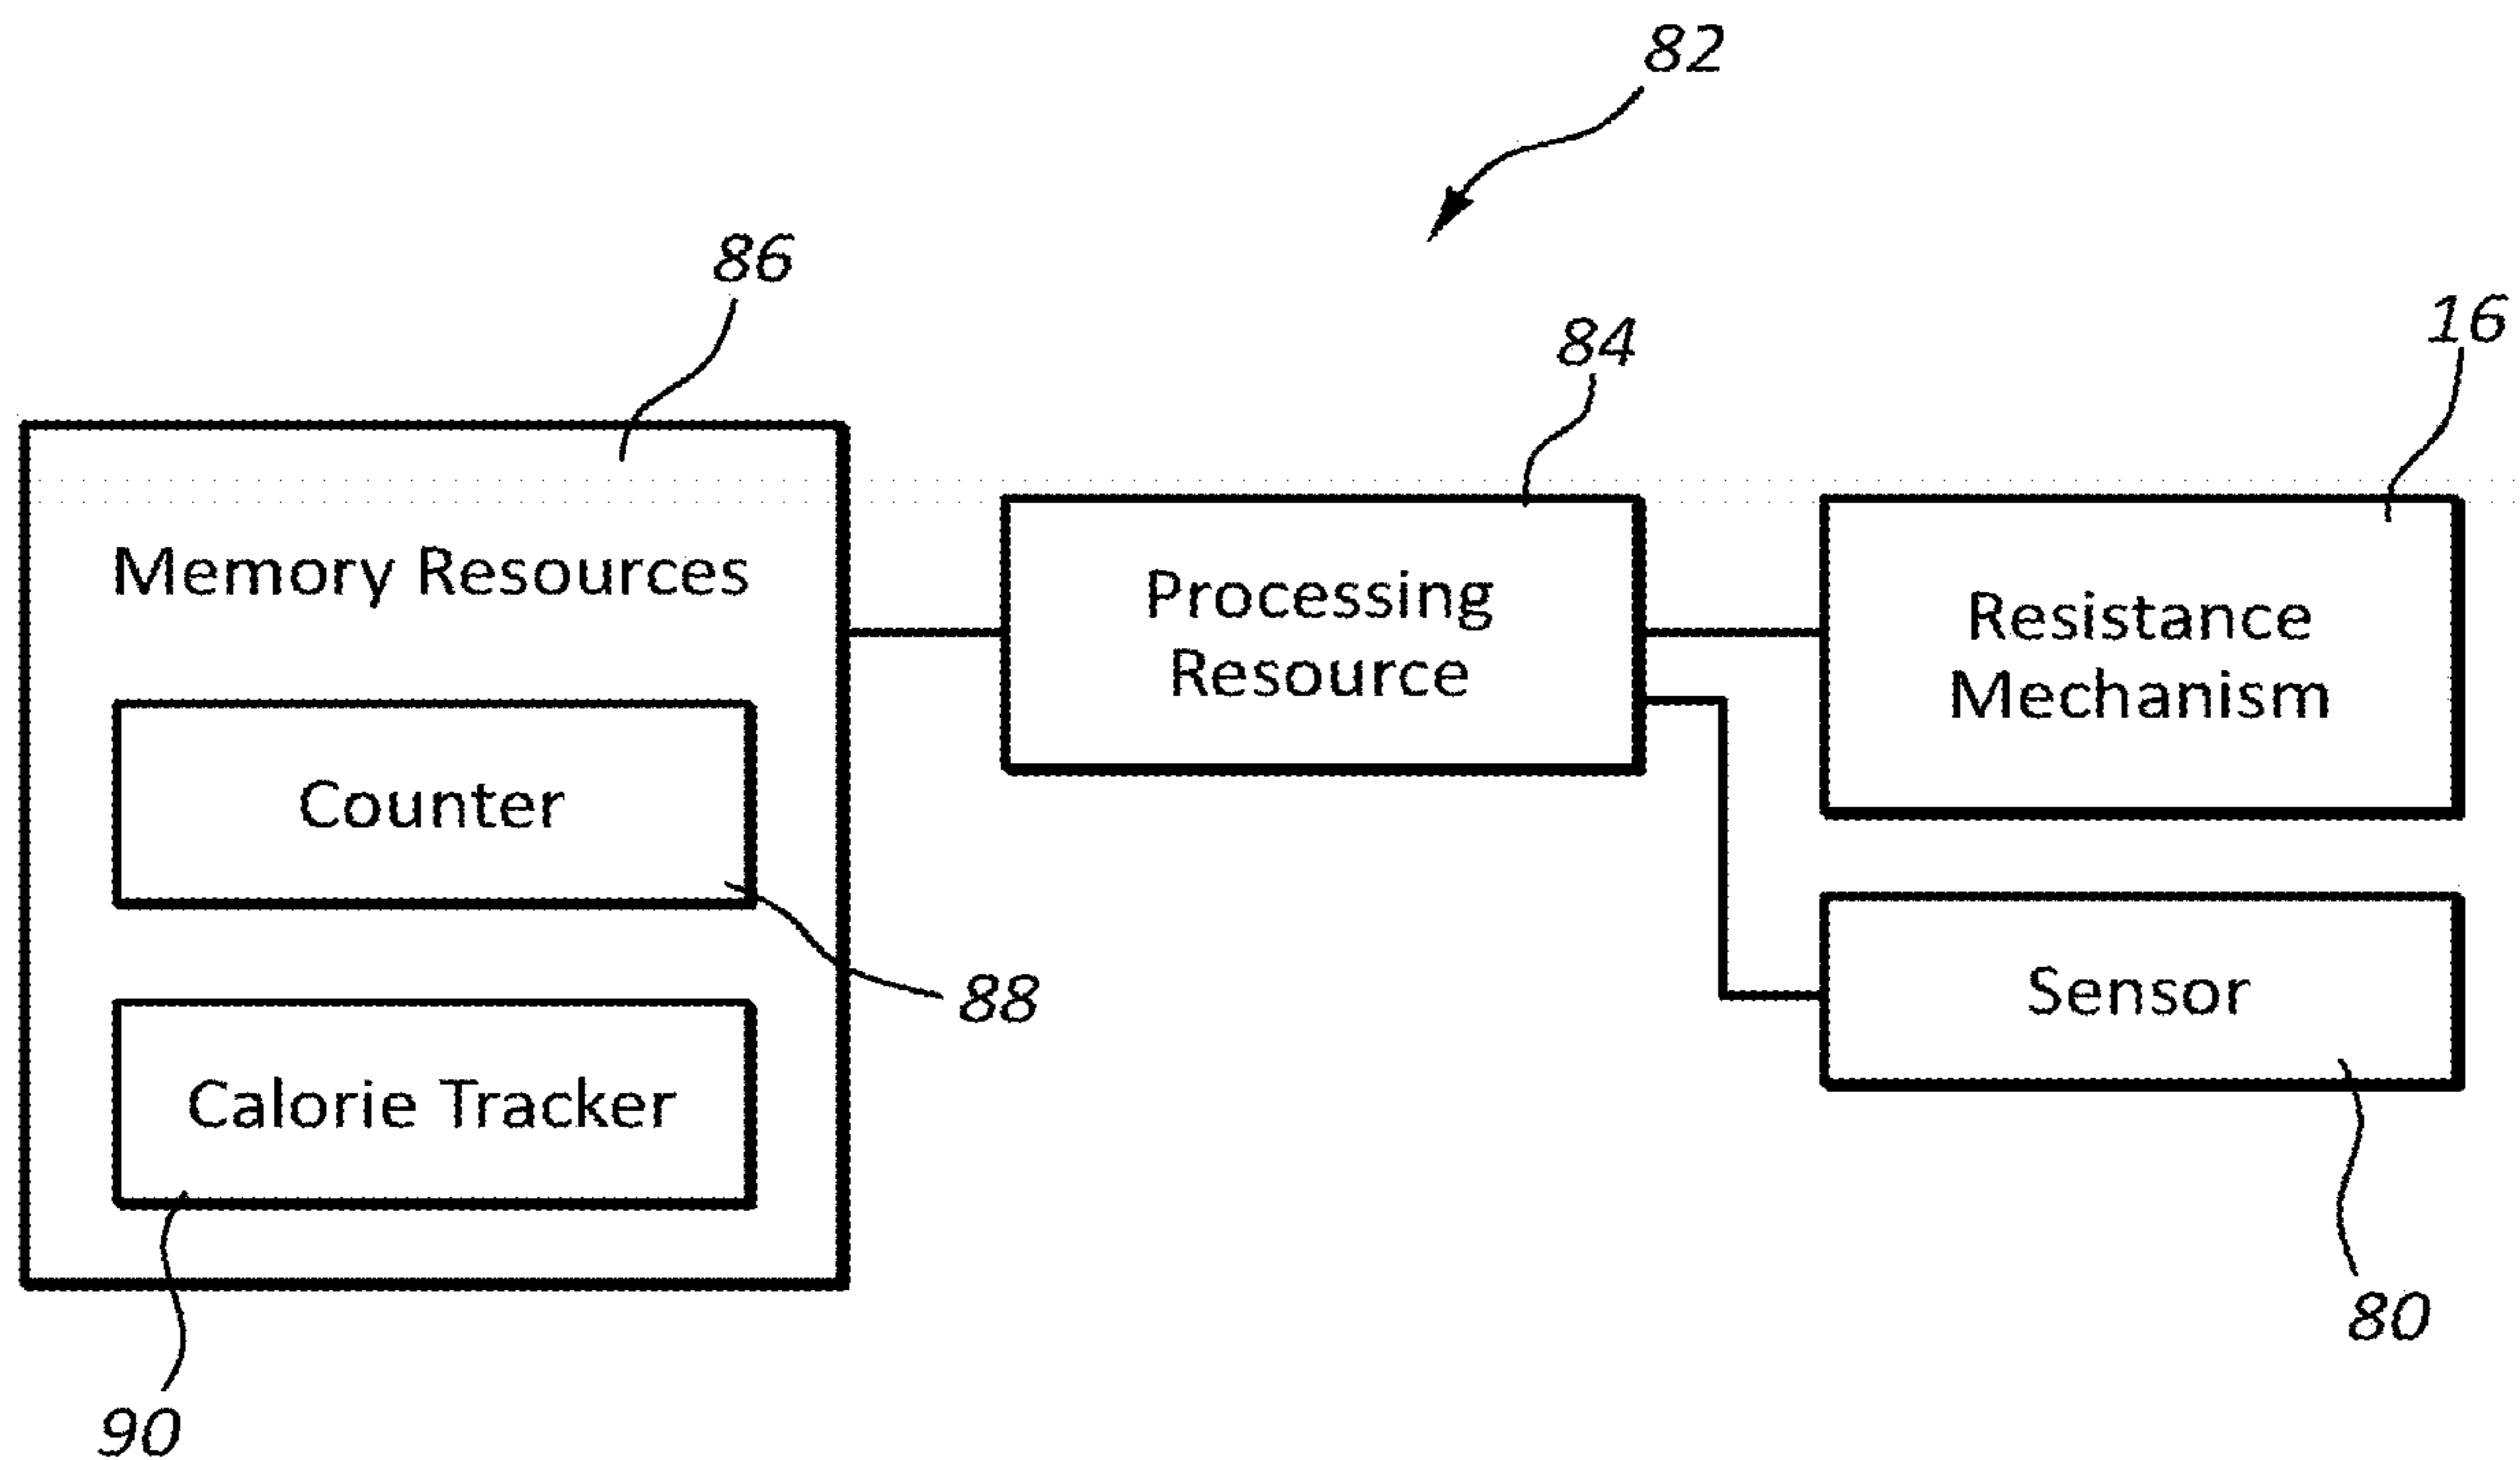 82
86
84
16
Memory Resources
Processing
Resource
Resistance
Mechanism
Counter
88
Sensor
Calorie Tracker
80
90